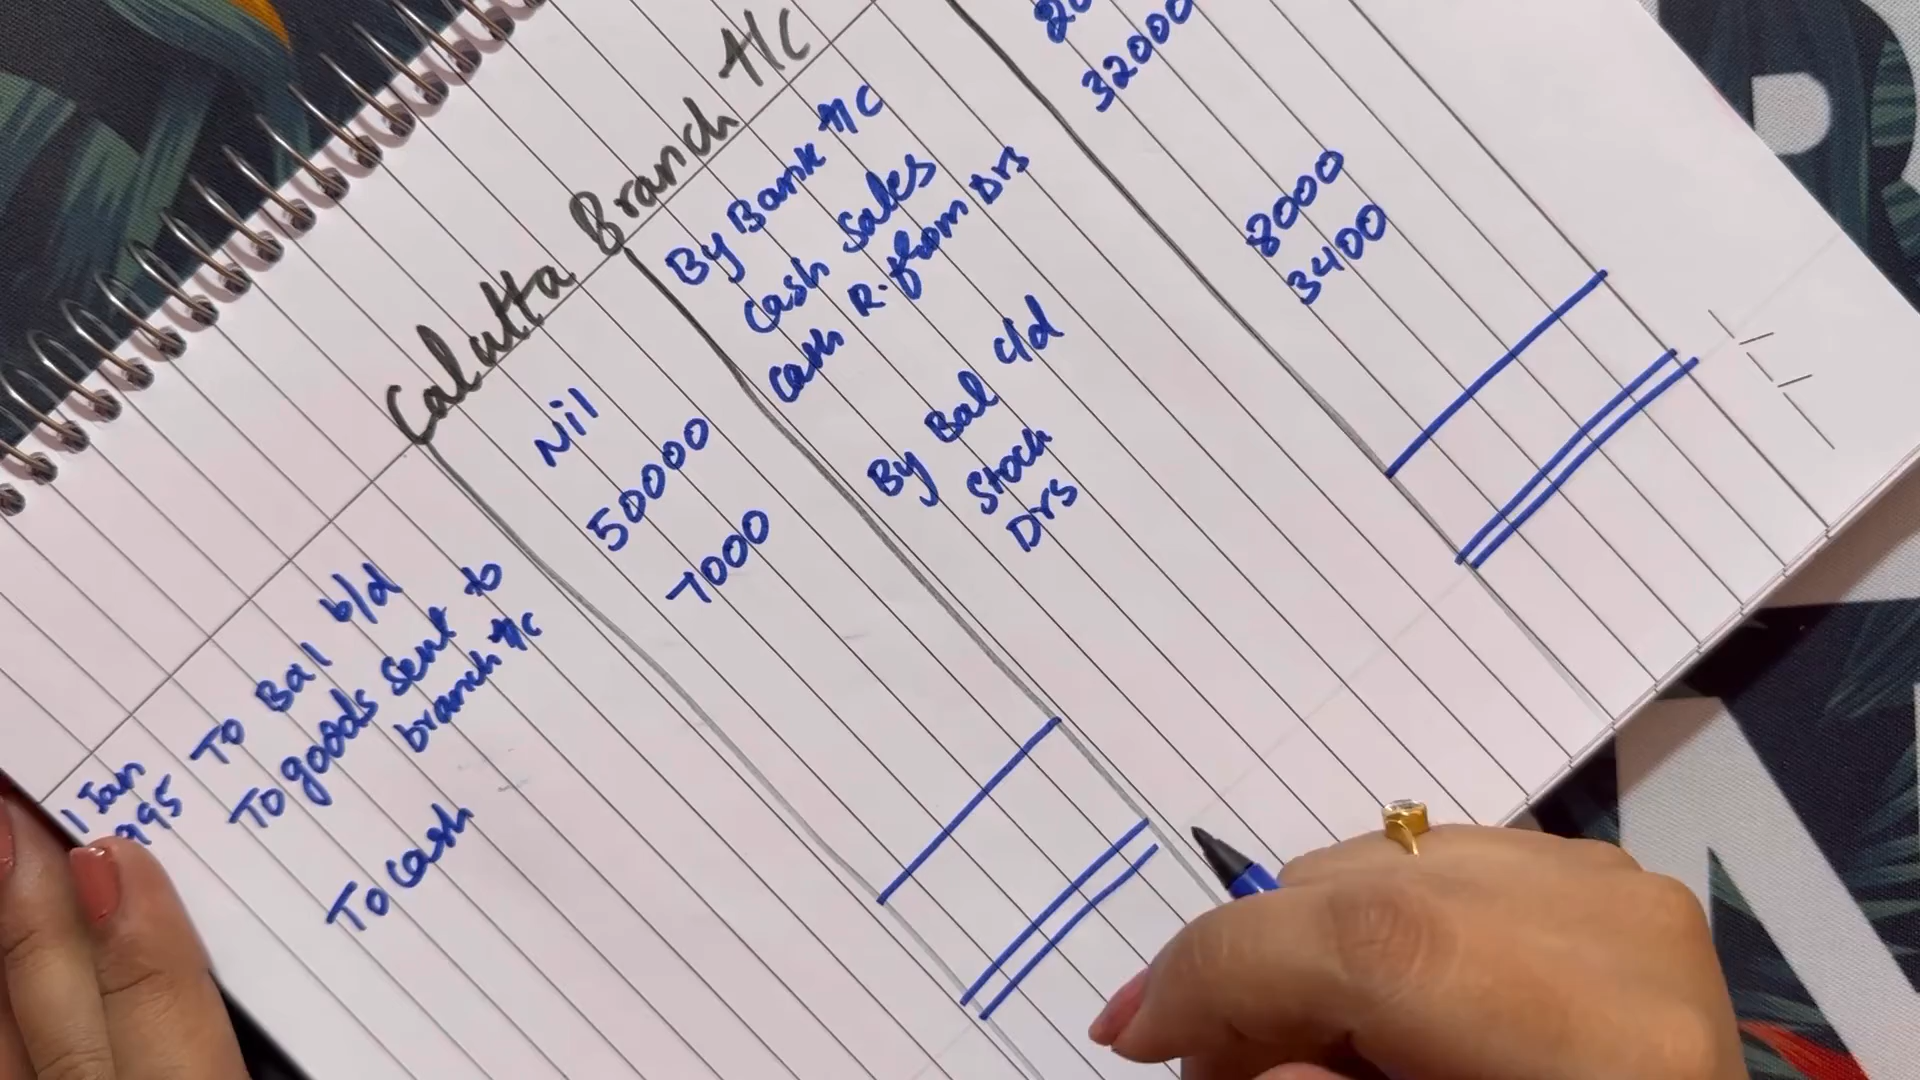 Calutta Branch A/C
1 Jan
1995
To Bal b/d
Nil
To goods sent to
branch A/C
50000
To cash
7000
By Bank A/C
cash Sales
cash R. from Drs
32000
By Bal c/d
Stock
8000
Drs
3400